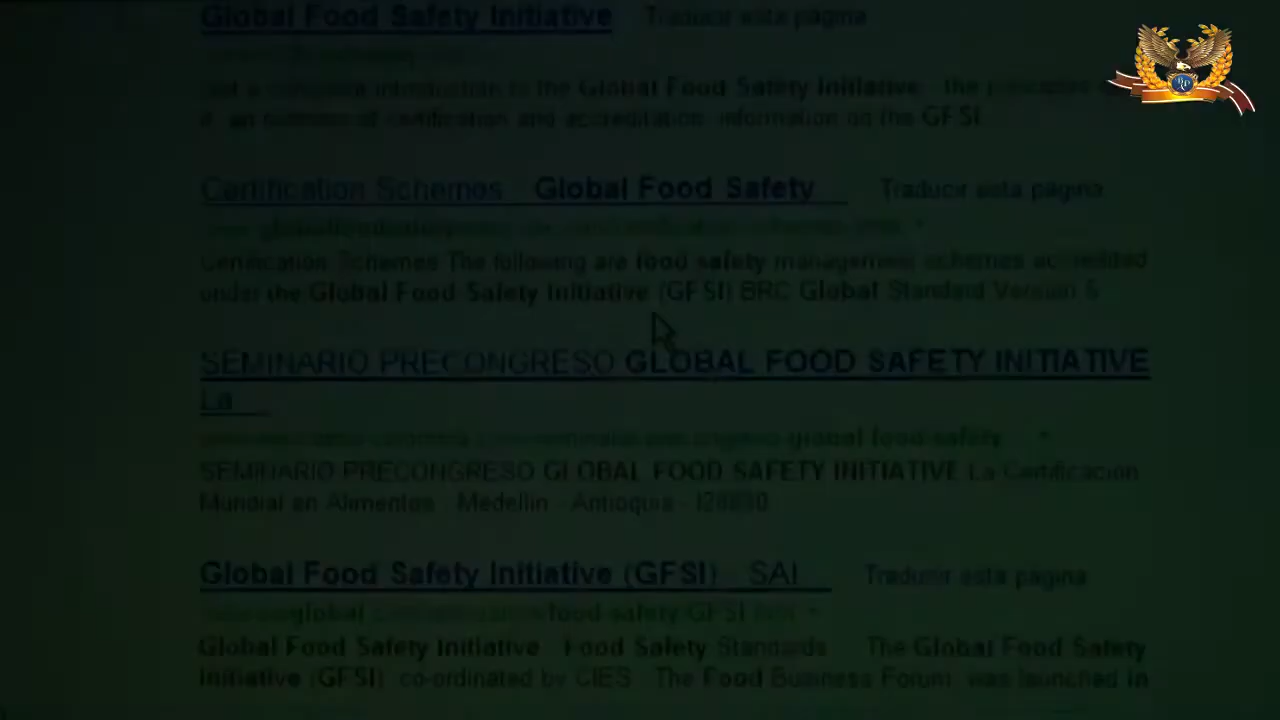 Global Food Safety Initiative Traducir esta página
introduction to the Global Food Safety Initiative - the
an of certification and accreditation, information on the GFSI
Certification Schemes Global Food Safety Traducir esta página
Certification Schemes The following are food safety management schemes accredited
under the Global Food Safety Initiative (GFSI) BRC Global Standard Version 5
SEMINARIO PRECONGRESO GLOBAL FOOD SAFETY INITIATIVE
La
global food safety
SEMINARIO PRECONGRESO GLOBAL FOOD SAFETY INITIATIVE La Certificación
Mundial en Alimentos - Medellín - Antioquia -
Global Food Safety Initiative (GFSI) - SAI Traducir esta página
global food safety/GFSI
Global Food Safety Initiative Food Safety Standards The Global Food Safety
Initiative (GFSI), co-ordinated by CIES - The Food Business Forum, was launched in